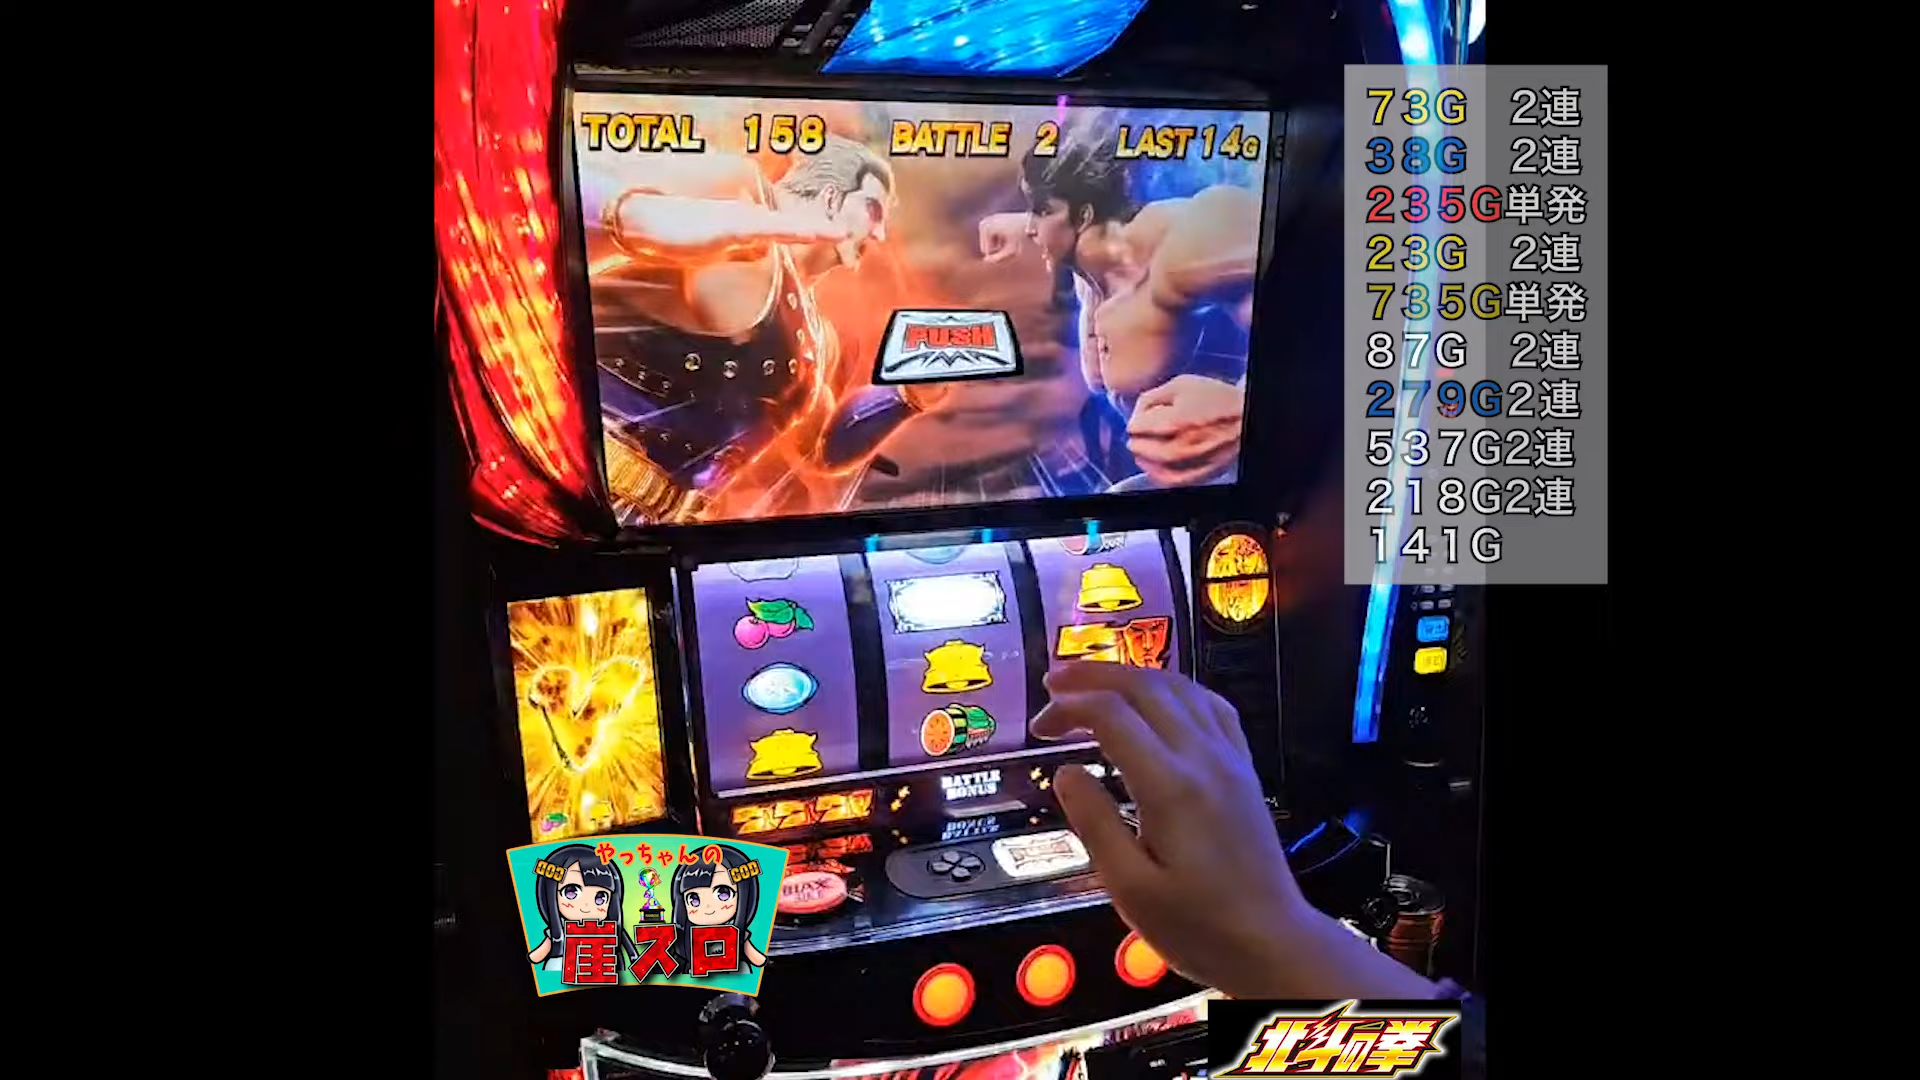 TOTAL 158 BATTLE 2 LAST 14G
PUSH
73G 2連
38G 2連
235G単発
23G 2連
735G単発
87G 2連
279G2連
537G2連
218G2連
141G
BATTLE
BONUS
やっちゃんの
GOD GOD
崖スロ
北斗の拳